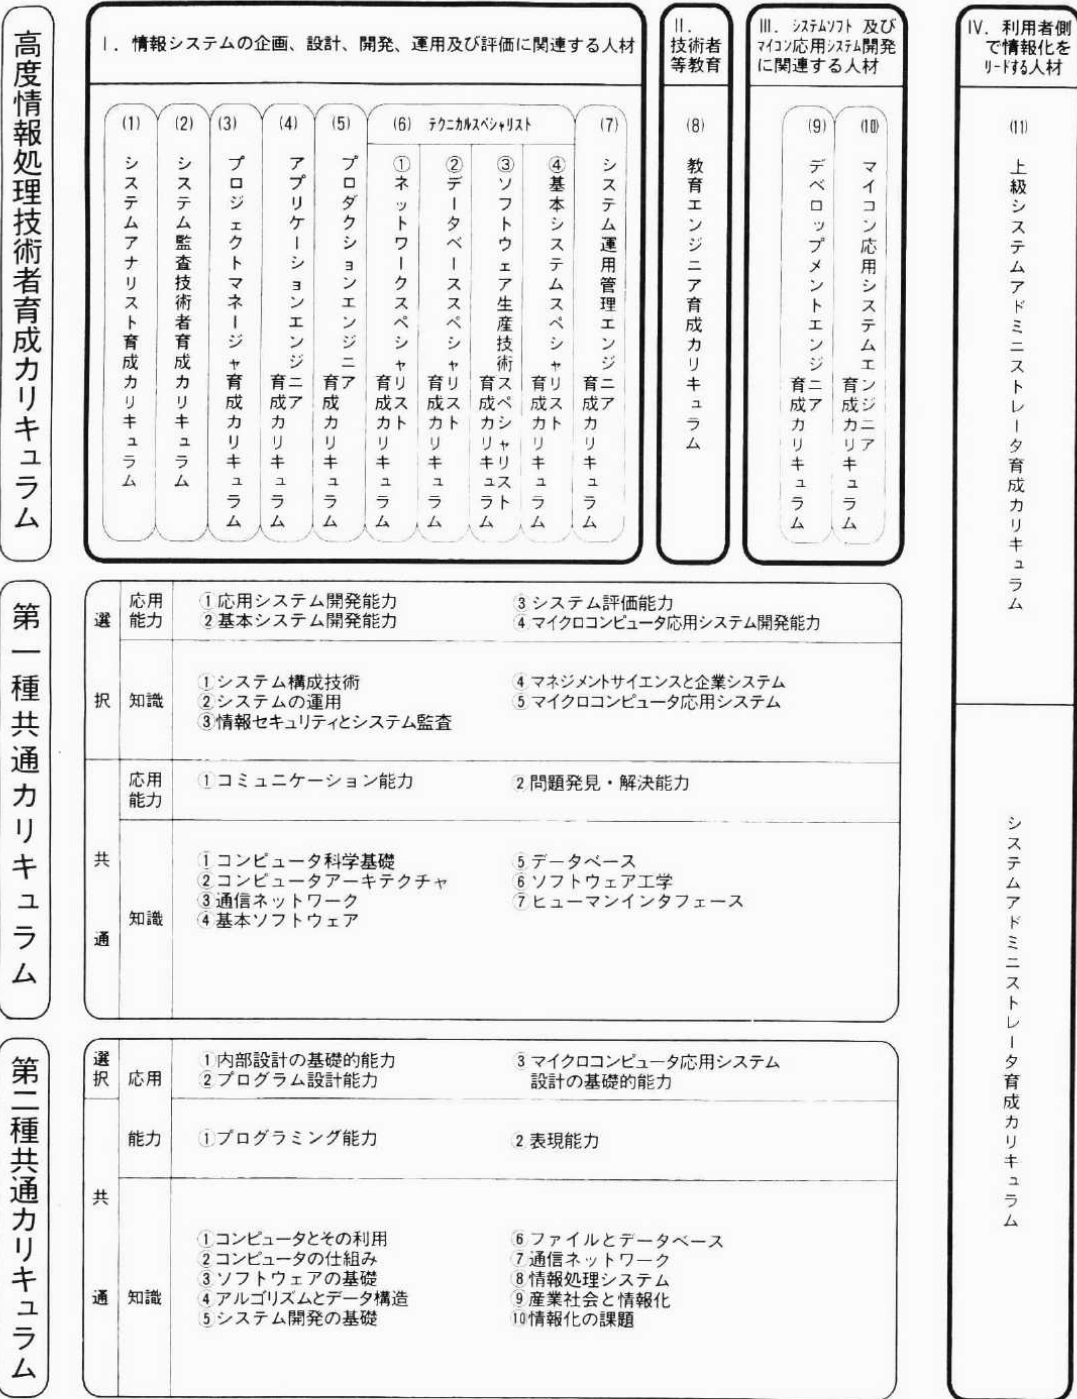 高度情報処理技術者育成カリキュラム
I. 情報システムの企画、設計、開発、運用及び評価に関連する人材
(1) システムアナリスト育成カリキュラム
(2) システム監査技術者育成カリキュラム
(3) プロジェクトマネージャ育成カリキュラム
(4) アプリケーションエンジニア育成カリキュラム
(5) プロダクションエンジニア育成カリキュラム
(6) テクニカルスペシャリスト
①ネットワークスペシャリスト育成カリキュラム
②データベーススペシャリスト育成カリキュラム
③ソフトウェア生産技術スペシャリスト育成カリキュラム
④基本システムスペシャリスト育成カリキュラム
(7) システム運用管理エンジニア育成カリキュラム
II.
技術者
等教育
(8) 教育エンジニア育成カリキュラム
III. システムソフト 及び
マイコン応用システム開発
に関連する人材
(9) デベロップメントエンジニア育成カリキュラム
(10) マイコン応用システムエンジニア育成カリキュラム
IV. 利用者側
で情報化を
リードする人材
(11) 上級システムアドミニストレータ育成カリキュラム
システムアドミニストレータ育成カリキュラム
第一種共通カリキュラム
選択
応用
能力
①応用システム開発能力
②基本システム開発能力
③システム評価能力
④マイクロコンピュータ応用システム開発能力
知識
①システム構成技術
②システムの運用
③情報セキュリティとシステム監査
④マネジメントサイエンスと企業システム
⑤マイクロコンピュータ応用システム
共通
応用
能力
①コミュニケーション能力
②問題発見・解決能力
知識
①コンピュータ科学基礎
②コンピュータアーキテクチャ
③通信ネットワーク
④基本ソフトウェア
⑤データベース
⑥ソフトウェア工学
⑦ヒューマンインタフェース
第二種共通カリキュラム
選択
応用
①内部設計の基礎的能力
②プログラム設計能力
③マイクロコンピュータ応用システム
設計の基礎的能力
共通
能力
①プログラミング能力
②表現能力
知識
①コンピュータとその利用
②コンピュータの仕組み
③ソフトウェアの基礎
④アルゴリズムとデータ構造
⑤システム開発の基礎
⑥ファイルとデータベース
⑦通信ネットワーク
⑧情報処理システム
⑨産業社会と情報化
⑩情報化の課題